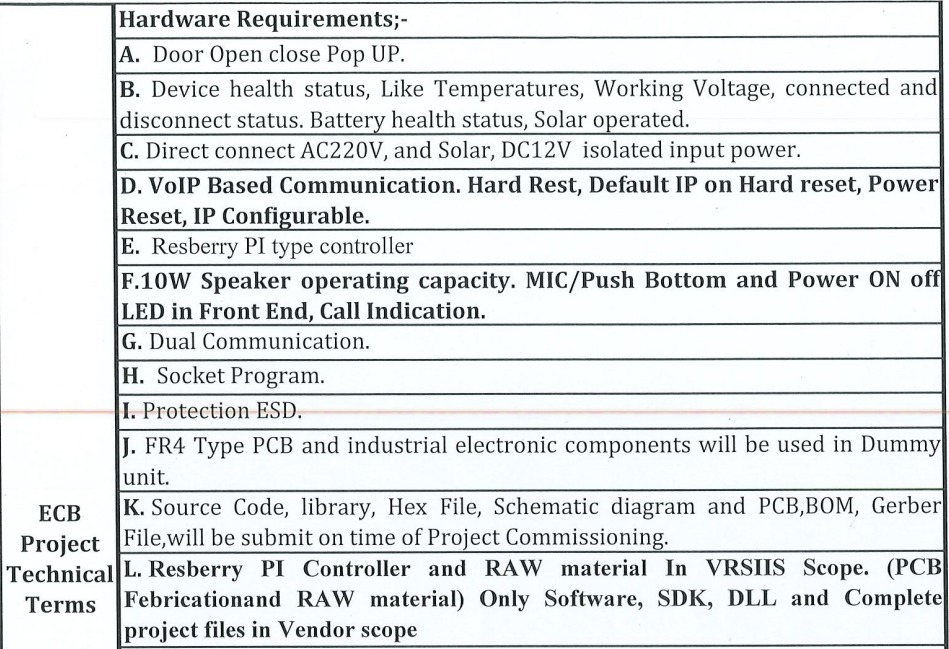 Hardware Requirements;-
A. Door Open close Pop UP.
B. Device health status, Like Temperatures, Working Voltage, connected and
disconnect status. Battery health status, Solar operated.
C. Direct connect AC220V, and Solar, DC12V isolated input power.
D. VoIP Based Communication. Hard Rest, Default IP on Hard reset, Power
Reset, IP Configurable.
E. Resberry PI type controller
F.10W Speaker operating capacity. MIC/Push Bottom and Power ON off
LED in Front End, Call Indication.
G. Dual Communication.
H. Socket Program.
I. Protection ESD.
J. FR4 Type PCB and industrial electronic components will be used in Dummy
unit.
K. Source Code, library, Hex File, Schematic diagram and PCB,BOM, Gerber
File,will be submit on time of Project Commissioning.
L. Resberry PI Controller and RAW material In VRSIIS Scope. (PCB
Febricationand RAW material) Only Software, SDK, DLL and Complete
project files in Vendor scope
ECB
Project
Technical
Terms